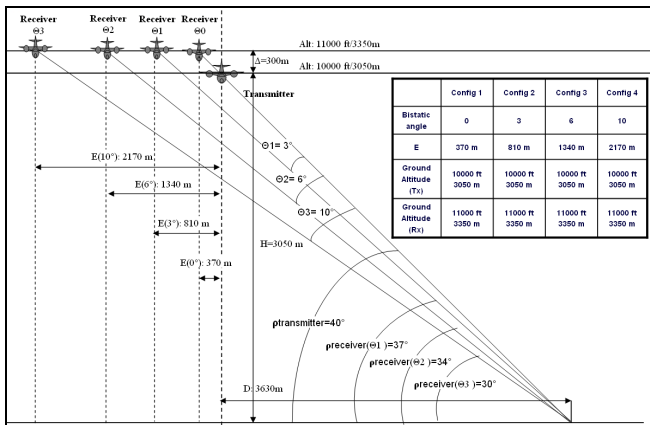 Receiver Receiver Receiver Receiver
Θ3 Θ2 Θ1 Θ0
Alt: 11000 ft/3350m
Δ=300m
Alt: 10000 ft/3050m
Transmitter
Config 1 Config 2 Config 3 Config 4
Bistatic angle 0 3 6 10
E 370 m 810 m 1340 m 2170 m
Ground Altitude (Tx) 10000 ft 3050 m 10000 ft 3050 m 10000 ft 3050 m 10000 ft 3050 m
Ground Altitude (Rx) 11000 ft 3350 m 11000 ft 3350 m 11000 ft 3350 m 11000 ft 3350 m
Θ1= 3°
E(10°): 2170 m
Θ2= 6°
E(6°): 1340 m
Θ3= 10°
E(3°): 810 m
H=3050 m
E(0°): 370 m
ρtransmitter=40°
ρreceiver(Θ1 )=37°
ρreceiver(Θ2 )=34°
ρreceiver(Θ3 )=30°
D: 3630m